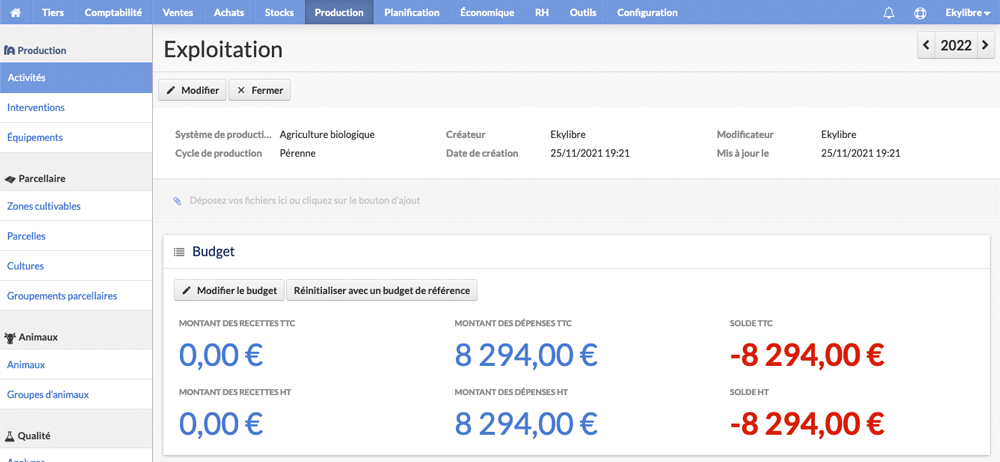 Tiers Comptabilité Ventes Achats Stocks Production Planification Économique RH Outils Configuration Ekylibre
Production
Activités
Interventions
Équipements
Parcellaire
Zones cultivables
Parcelles
Cultures
Groupements parcellaires
Animaux
Animaux
Groupes d'animaux
Qualité
Exploitation
2022
Modifier Fermer
Système de producti... Agriculture biologique Créateur Ekylibre Modificateur Ekylibre
Cycle de production Pérenne Date de création 25/11/2021 19:21 Mis à jour le 25/11/2021 19:21
Déposez vos fichiers ici ou cliquez sur le bouton d'ajout
Budget
Modifier le budget Réinitialiser avec un budget de référence
MONTANT DES RECETTES TTC MONTANT DES DÉPENSES TTC SOLDE TTC
0,00 € 8 294,00 € -8 294,00 €
MONTANT DES RECETTES HT MONTANT DES DÉPENSES HT SOLDE HT
0,00 € 8 294,00 € -8 294,00 €